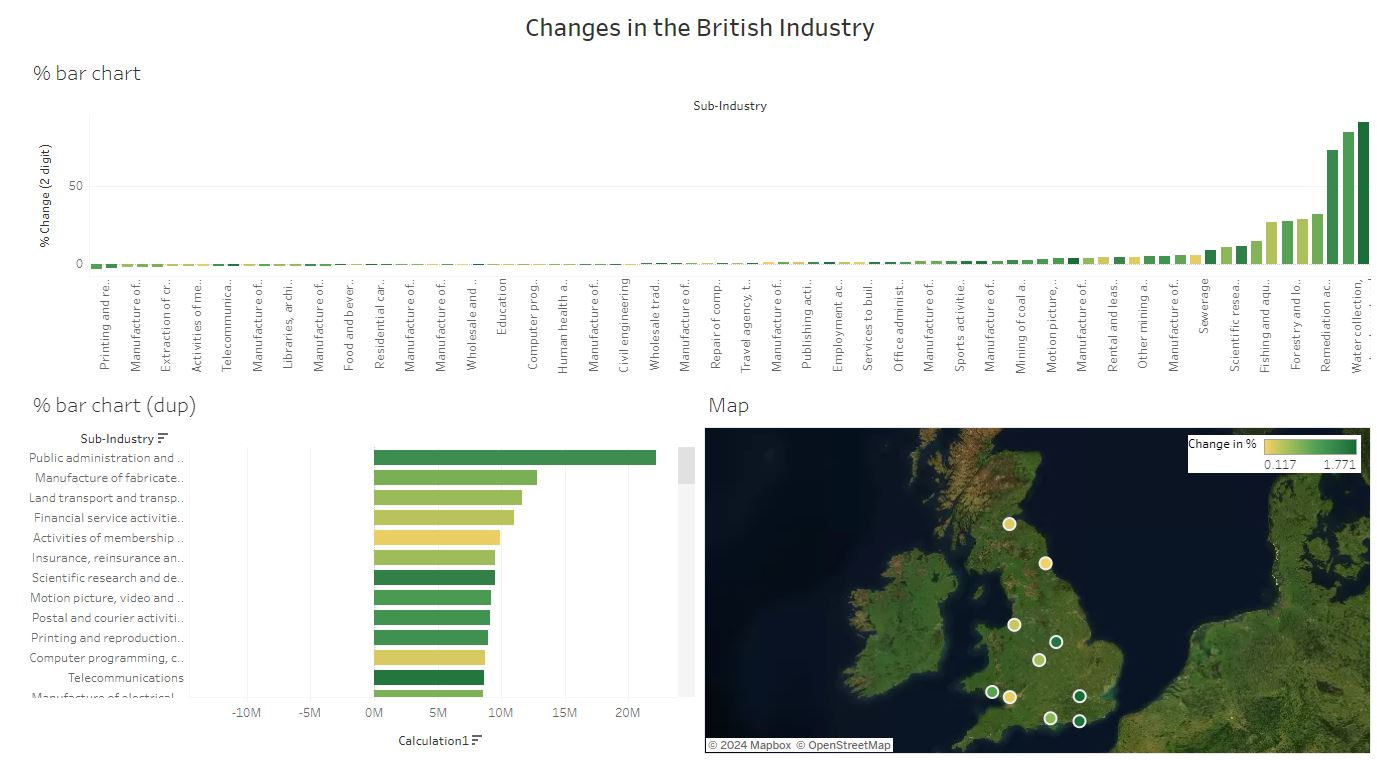 Changes in the British Industry
% bar chart
Sub-Industry
% Change (2 digit)
50
0
Printing and re..
Manufacture of..
Extraction of cr..
Activities of me..
Telecommunica..
Manufacture of..
Libraries, archi..
Manufacture of..
Food and bever..
Residential car..
Manufacture of..
Manufacture of..
Wholesale and..
Education
Computer prog..
Human health a..
Manufacture of..
Civil engineering
Wholesale trad..
Manufacture of..
Repair of comp..
Travel agency, t..
Manufacture of..
Publishing acti..
Employment ac..
Services to buil..
Office administ..
Manufacture of..
Sports activitie..
Manufacture of..
Mining of coal a..
Motion picture,..
Manufacture of..
Rental and leas..
Other mining a..
Manufacture of..
Sewerage
Scientific resea..
Fishing and aqu..
Forestry and lo..
Remediation ac..
Water collection,
% bar chart (dup)
Sub-Industry
Public administration and ..
Manufacture of fabricate..
Land transport and transp..
Financial service activitie..
Activities of membership ..
Insurance, reinsurance an..
Scientific research and de..
Motion picture, video and ..
Postal and courier activiti..
Printing and reproduction..
Computer programming, c..
Telecommunications
Manufacture of electrical..
-10M
-5M
0M
5M
10M
15M
20M
Calculation1
Map
Change in %
0.117
1.771
© 2024 Mapbox © OpenStreetMap